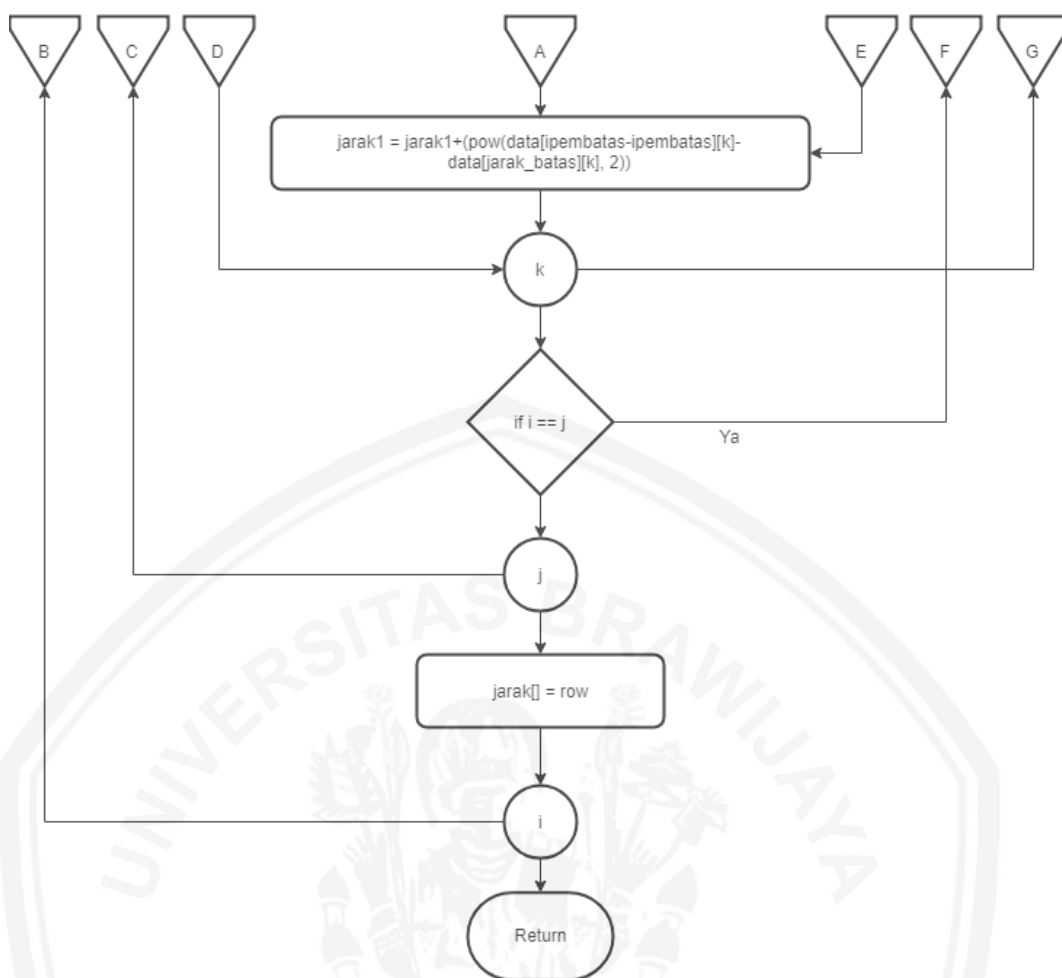 B
C
D
A
E
F
G
jarak1 = jarak1+(pow(data[ipembatas-ipembatas][k]-
data[jarak_batas][k], 2))
k
if i == j
Ya
j
UNIVERSITAS BRAWIJAYA
jarak[] = row
i
Return